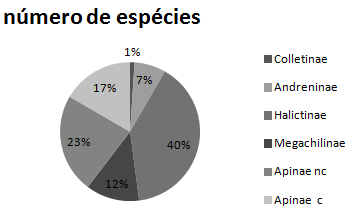 número de espécies
1%
7%
17%
40%
23%
12%
Colletinae
Andreninae
Halictinae
Megachilinae
Apinae nc
Apinae c